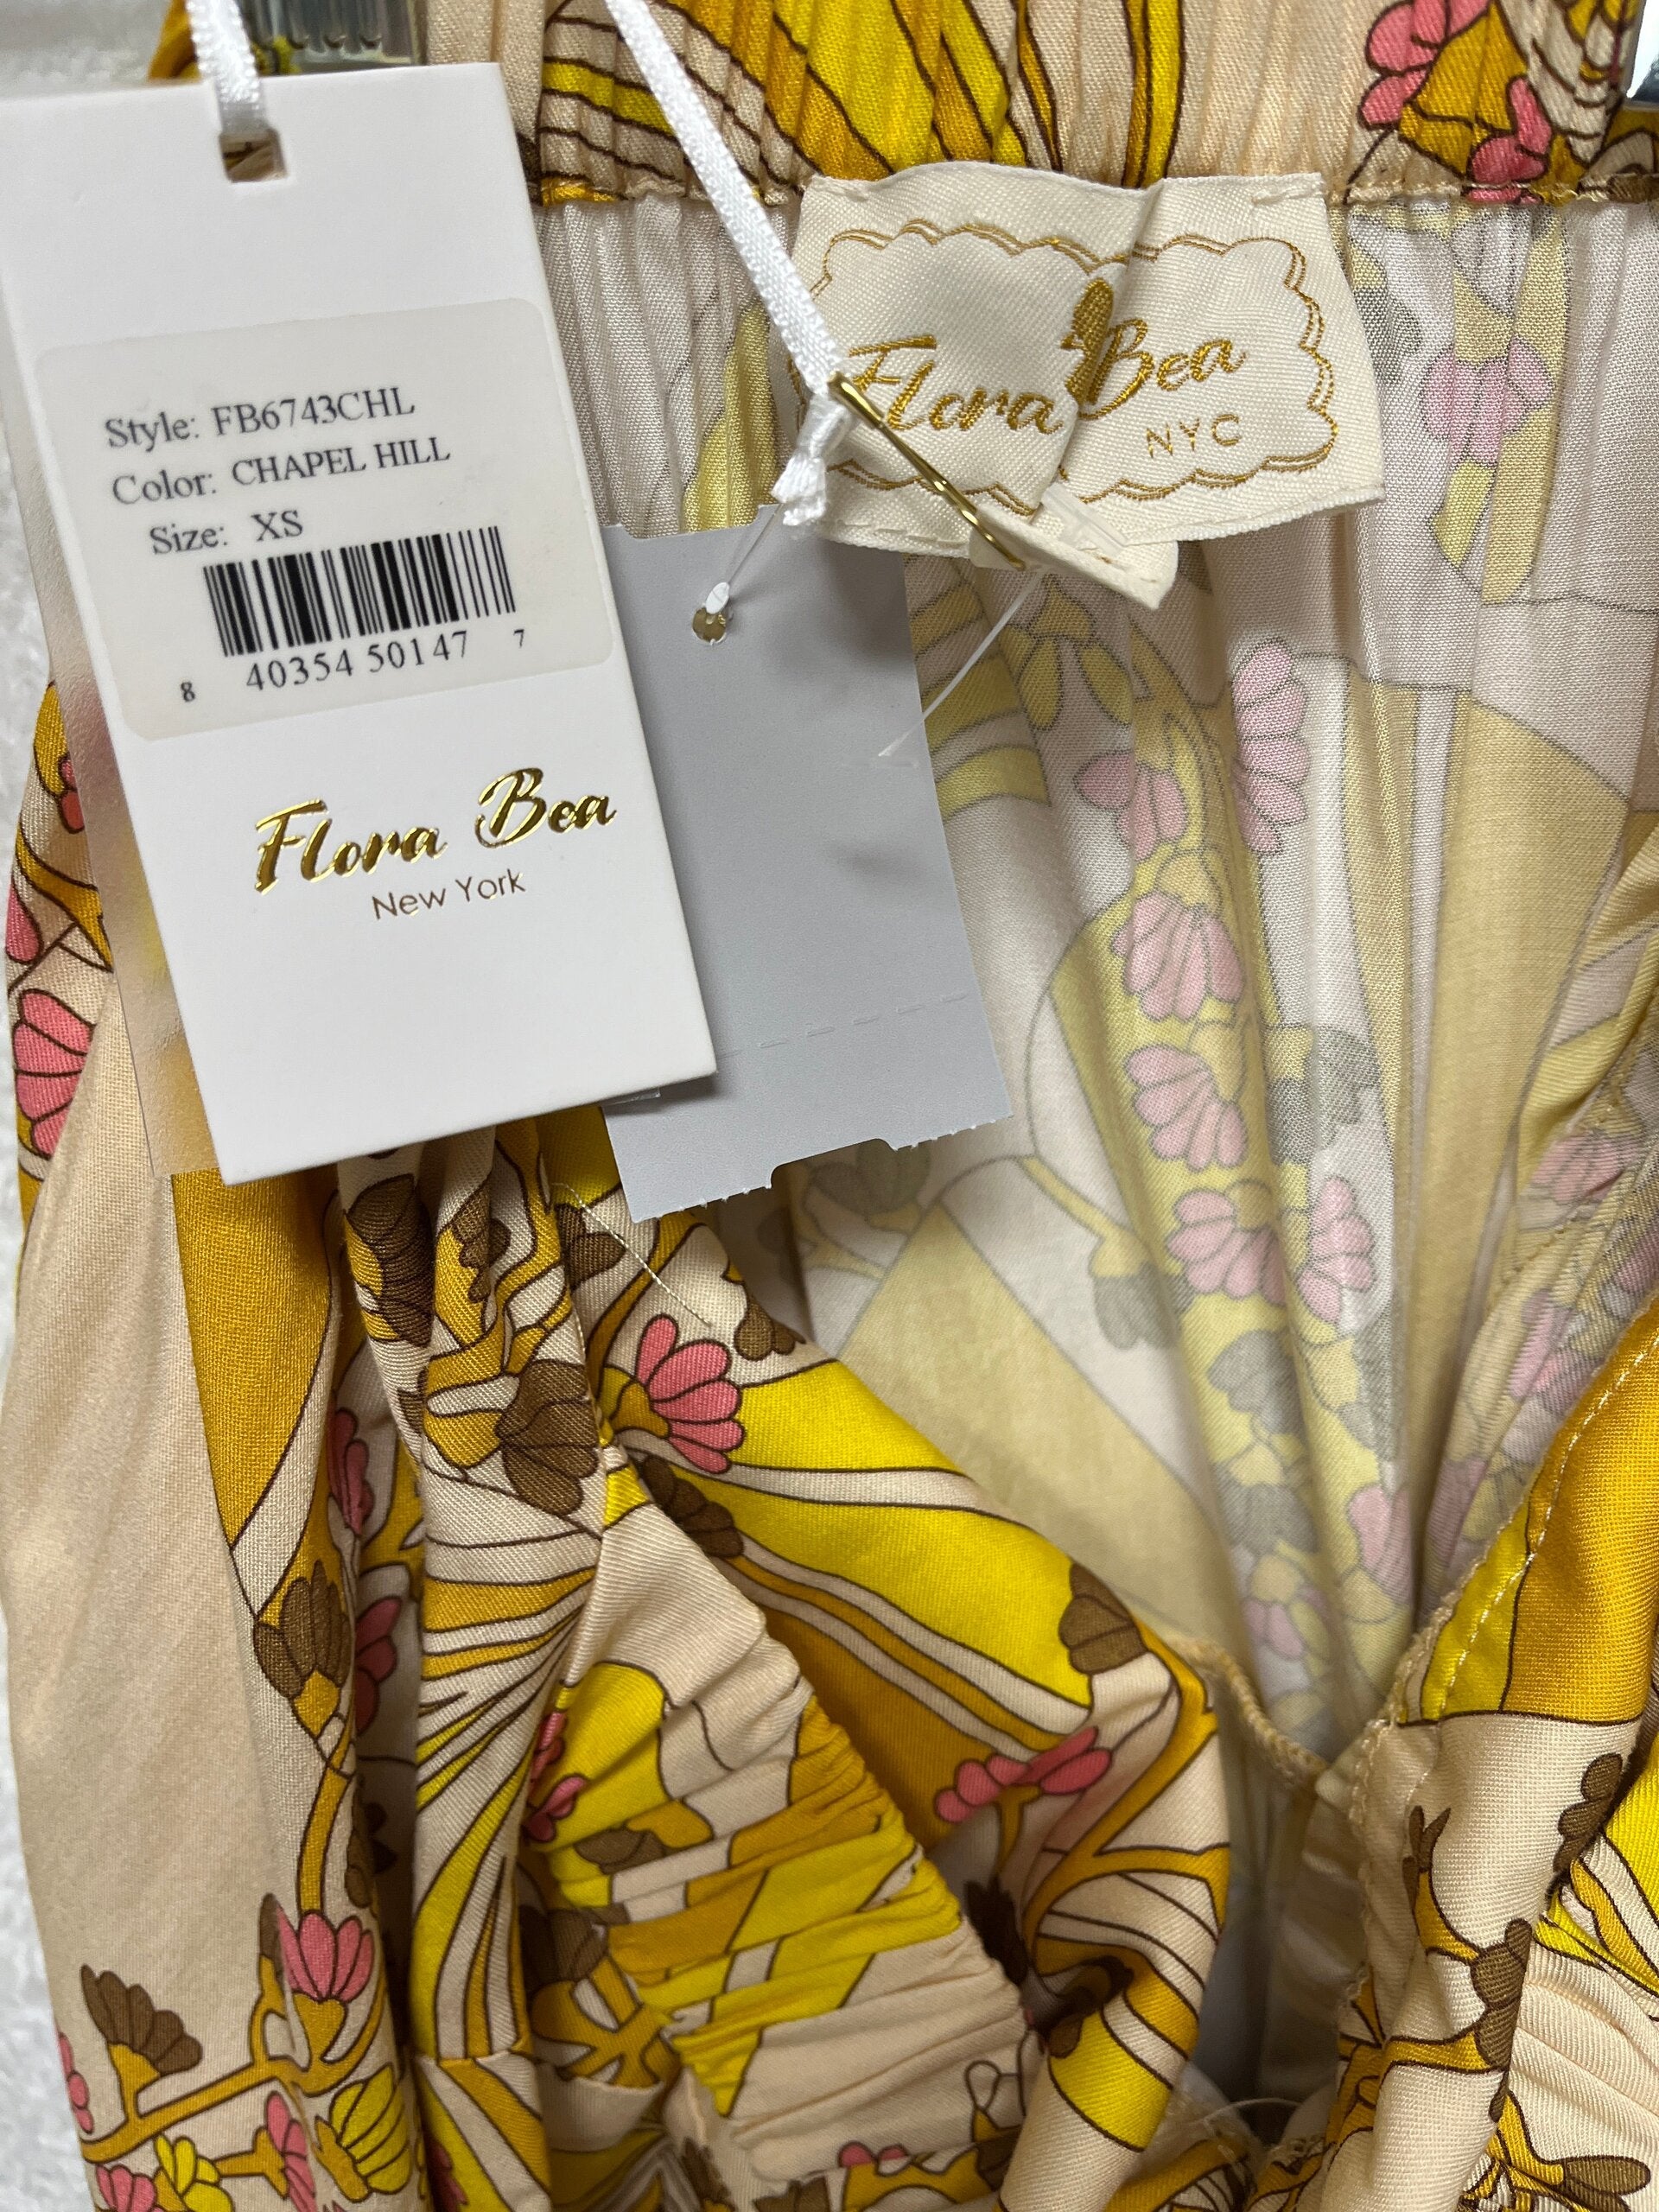 Style: FB6743CHL
Color: CHAPEL HILL
Size: XS
8 40354 50147 7
Flora Bea
New York
Flora Bea
NYC